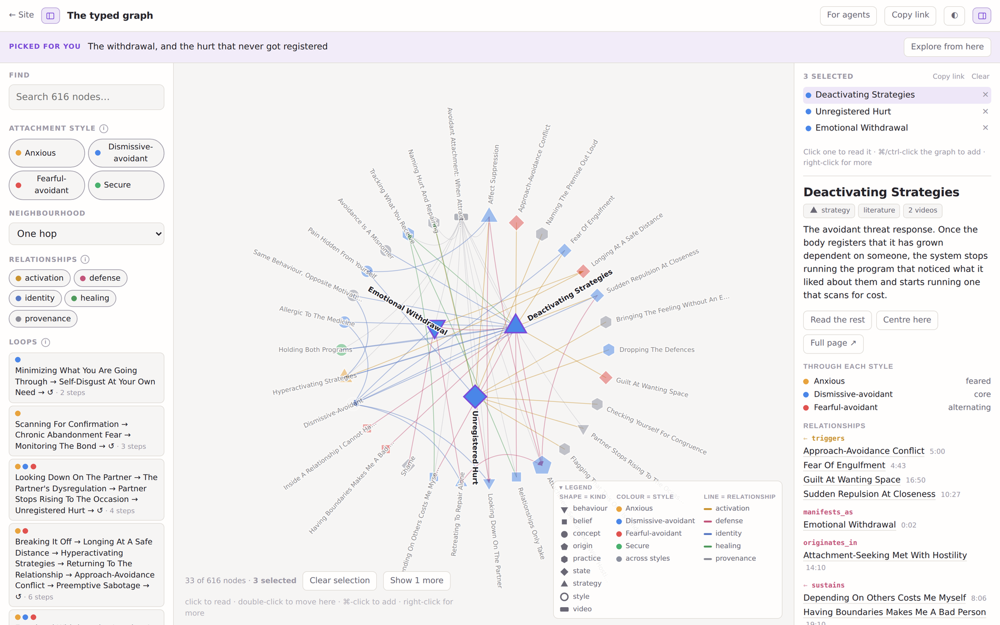 ← Site
The typed graph
For agents
Copy link
PICKED FOR YOU
The withdrawal, and the hurt that never got registered
Explore from here
FIND
Search 616 nodes...
ATTACHMENT STYLE
Anxious
Dismissive-
avoidant
Fearful-
avoidant
Secure
NEIGHBOURHOOD
One hop
RELATIONSHIPS
activation
defense
identity
healing
provenance
LOOPS
Minimizing What You Are Going
Through → Self-Disgust At Your Own
Need → ↺ · 2 steps
Scanning For Confirmation →
Chronic Abandonment Fear →
Monitoring The Bond → ↺ · 3 steps
Looking Down On The Partner → The
Partner's Dysregulation → Partner
Stops Rising To The Occasion →
Unregistered Hurt → ↺ · 4 steps
Breaking It Off → Longing At A Safe
Distance → Hyperactivating
Strategies → Returning To The
Relationship → Approach-Avoidance
Conflict → Preemptive Sabotage →
↺ · 6 steps
Avoidant Attachment: When Attract...
Affect Suppression
Approach-Avoidance Conflict
Naming The Premise Out Loud
Fear Of Engulfment
Longing At A Safe Distance
Sudden Repulsion At Closeness
Bringing The Feeling Without An E...
Dropping The Defences
Guilt At Wanting Space
Checking Yourself For Congruence
Partner Stops Rising To The Occas...
Relationships Only Take
Looking Down On The Partner
Retreating To Repair Alone
nding On Others Costs Me Myse...
Shame
Having Boundaries Makes Me A Bad...
Inside A Relationship I Cannot Ha...
Dismissive-Avoidant
Hyperactivating Strategies
Holding Both Programs
Allergic To The Medicine
Same Behaviour, Opposite Motivati...
Pain Hidden From Yourself
Avoidance Is A Misnomer
Tracking What You Receive
Naming Hurt And Repairing
Emotional Withdrawal
Deactivating Strategies
Unregistered Hurt
33 of 616 nodes · 3 selected
Clear selection
Show 1 more
click to read · double-click to move here · ⌘-click to add · right-click for
more
▾ LEGEND
SHAPE = KIND
behaviour
belief
concept
origin
practice
state
strategy
style
video
COLOUR = STYLE
Anxious
Dismissive-avoidant
Fearful-avoidant
Secure
across styles
LINE = RELATIONSHIP
activation
defense
identity
healing
provenance
3 SELECTED
Copy link
Clear
Deactivating Strategies ✕
Unregistered Hurt ✕
Emotional Withdrawal ✕
Click one to read it · ⌘/ctrl-click the graph to add ·
right-click for more
Deactivating Strategies
strategy
literature
2 videos
The avoidant threat response. Once the
body registers that it has grown
dependent on someone, the system stops
running the program that noticed what it
liked about them and starts running one
that scans for cost.
Read the rest
Centre here
Full page ↗
THROUGH EACH STYLE
Anxious feared
Dismissive-avoidant core
Fearful-avoidant alternating
RELATIONSHIPS
← triggers
Approach-Avoidance Conflict 5:00
Fear Of Engulfment 4:43
Guilt At Wanting Space 16:50
Sudden Repulsion At Closeness 10:27
manifests_as
Emotional Withdrawal 0:02
originates_in
Attachment-Seeking Met With Hostility
14:10
← sustains
Depending On Others Costs Me Myself 8:06
Having Boundaries Makes Me A Bad Person
19:10